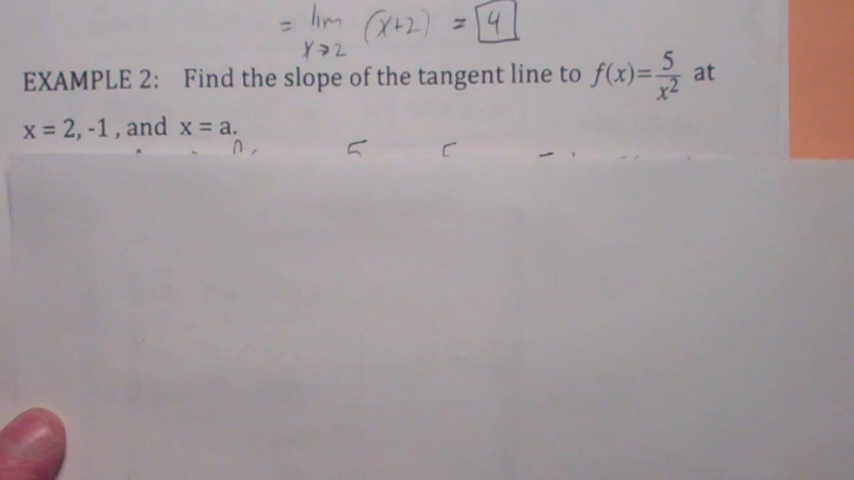 = lim (x+2) = 4
x→2
EXAMPLE 2: Find the slope of the tangent line to f(x)=5/x² at
x = 2, -1 , and x = a.